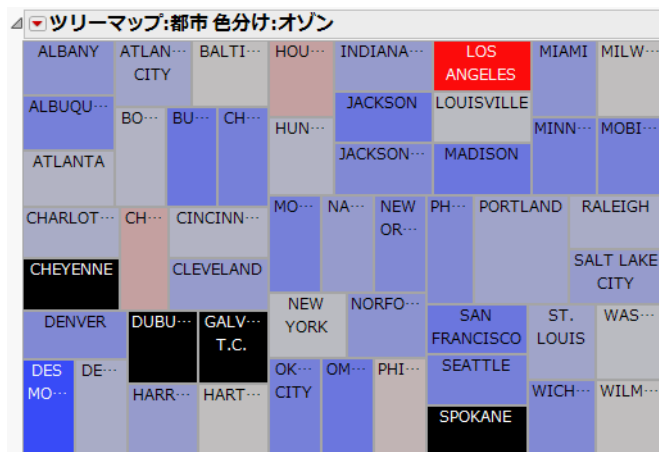 ツリーマップ:都市 色分け:オゾン
ALBANY
ATLAN…
CITY
BALTI…
HOU…
INDIANA…
LOS
ANGELES
MIAMI
MILW…
ALBUQU…
BO…
BU…
CH…
HUN…
JACKSON
LOUISVILLE
MINN…
MOBI…
ATLANTA
JACKSON…
MADISON
CHARLOT…
CH…
CINCINN…
MO…
NA…
NEW
OR…
PH…
PORTLAND
RALEIGH
CHEYENNE
CLEVELAND
SALT LAKE
CITY
NEW
YORK
NORFO…
DENVER
DUBU…
GALV…
T.C.
SAN
FRANCISCO
ST.
LOUIS
WAS…
DES
MO…
DE…
HARR…
HART…
OK…
CITY
OM…
PHI…
SEATTLE
WICH…
WILM…
SPOKANE